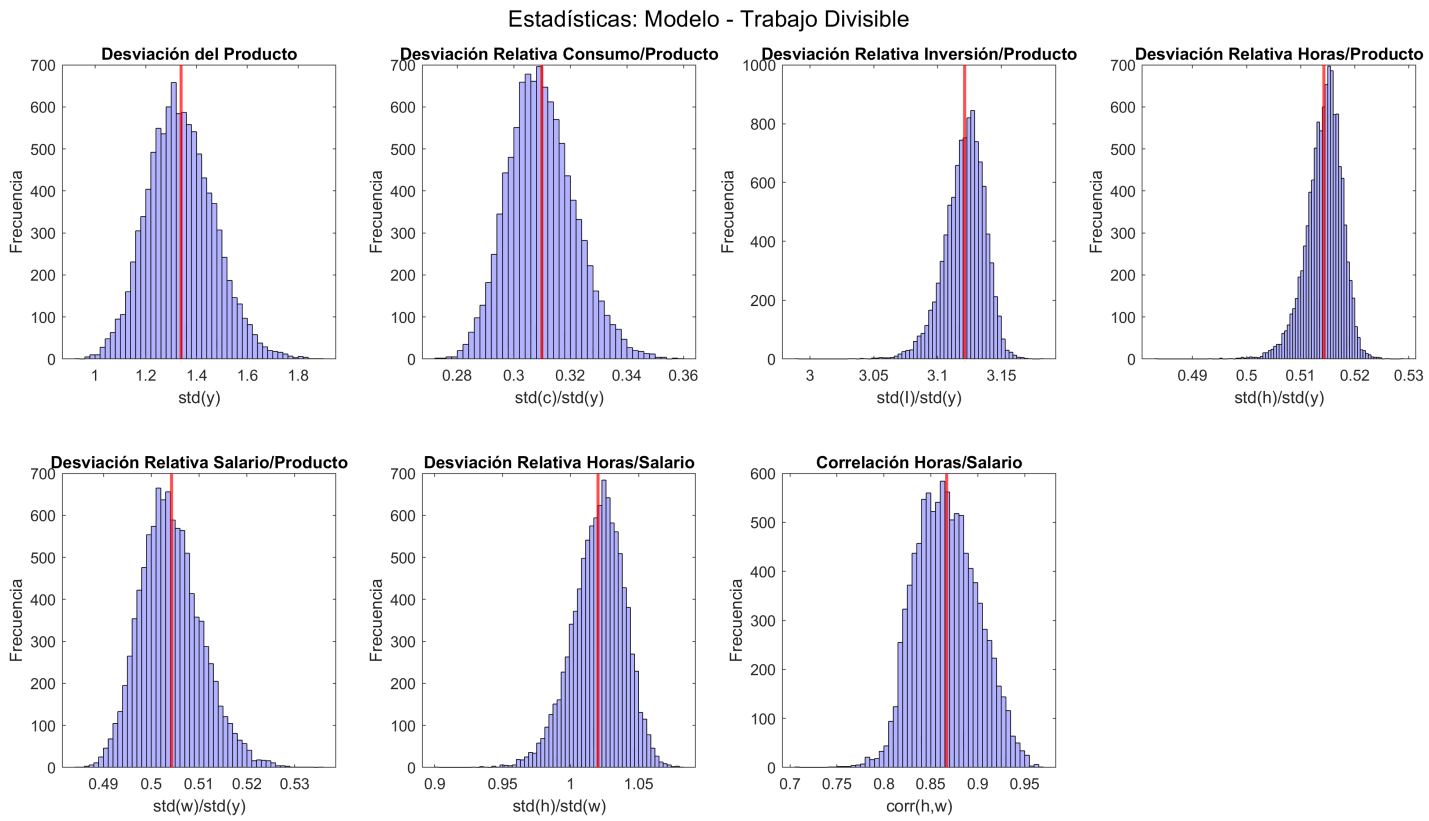 Estadísticas: Modelo - Trabajo Divisible
Desviación del Producto
700
600
500
400
300
200
100
0
Frecuencia
1 1.2 1.4 1.6 1.8
std(y)
Desviación Relativa Consumo/Producto
700
600
500
400
300
200
100
0
Frecuencia
0.28 0.3 0.32 0.34 0.36
std(c)/std(y)
Desviación Relativa Inversión/Producto
1000
800
600
400
200
0
Frecuencia
3 3.05 3.1 3.15
std(I)/std(y)
Desviación Relativa Horas/Producto
700
600
500
400
300
200
100
0
Frecuencia
0.49 0.5 0.51 0.52 0.53
std(h)/std(y)
Desviación Relativa Salario/Producto
700
600
500
400
300
200
100
0
Frecuencia
0.49 0.5 0.51 0.52 0.53
std(w)/std(y)
Desviación Relativa Horas/Salario
700
600
500
400
300
200
100
0
Frecuencia
0.9 0.95 1 1.05
std(h)/std(w)
Correlación Horas/Salario
600
500
400
300
200
100
0
Frecuencia
0.7 0.75 0.8 0.85 0.9 0.95
corr(h,w)